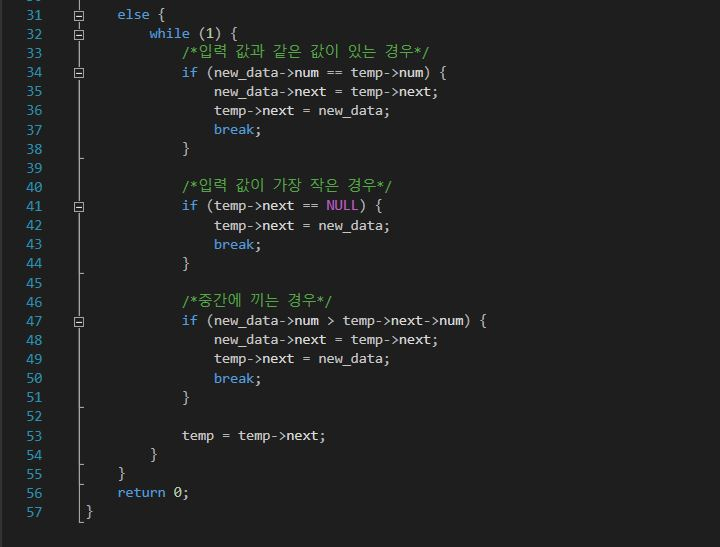 31 else {
32 while (1) {
33 /*입력 값과 같은 값이 있는 경우*/
34 if (new_data->num == temp->num) {
35 new_data->next = temp->next;
36 temp->next = new_data;
37 break;
38 }
39
40 /*입력 값이 가장 작은 경우*/
41 if (temp->next == NULL) {
42 temp->next = new_data;
43 break;
44 }
45
46 /*중간에 끼는 경우*/
47 if (new_data->num > temp->next->num) {
48 new_data->next = temp->next;
49 temp->next = new_data;
50 break;
51 }
52
53 temp = temp->next;
54 }
55 }
56 return 0;
57 }